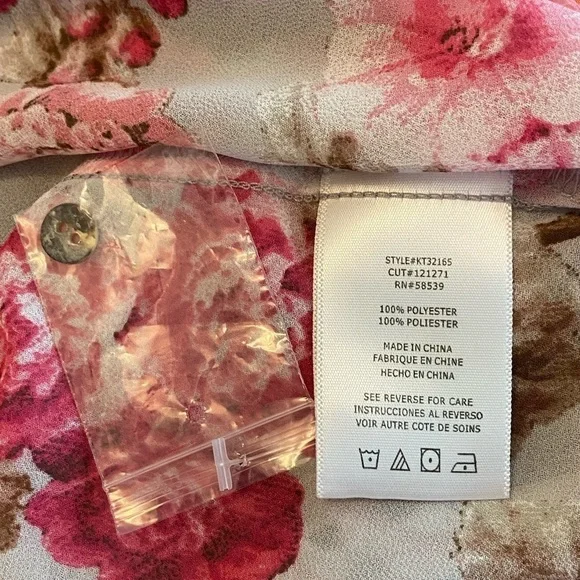 STYLE#KT32165
CUT#121271
RN#58539
100% POLYESTER
100% POLIESTER
MADE IN CHINA
FABRIQUE EN CHINE
HECHO EN CHINA
SEE REVERSE FOR CARE
INSTRUCCIONES AL REVERSO
VOIR AUTRE COTE DE SOINS